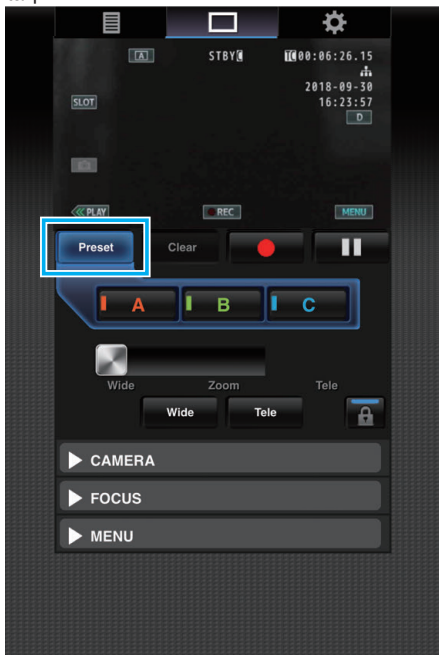 A STBY TC00:06:26.15
2018-09-30
SLOT 16:23:57
D
PLAY REC MENU
Preset Clear
A B C
Wide Zoom Tele
Wide Tele
CAMERA
FOCUS
MENU